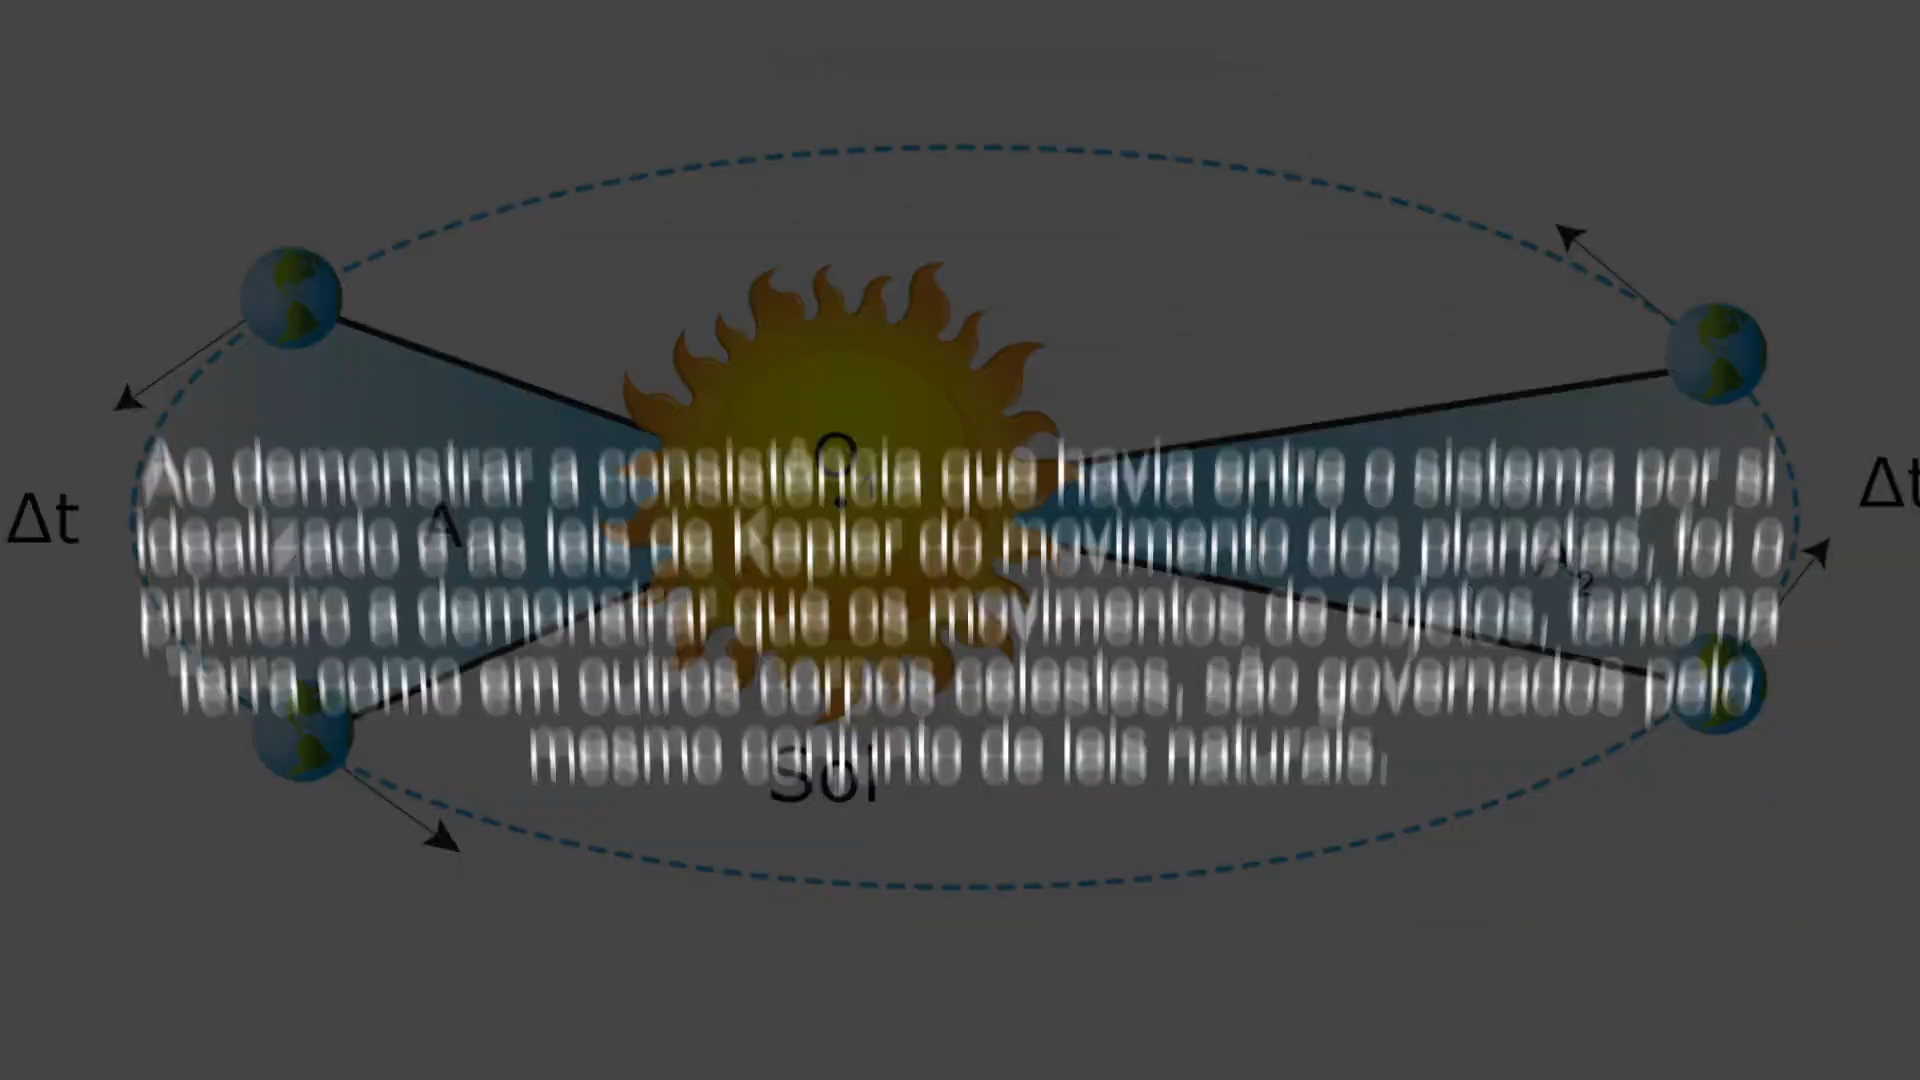 Ao demonstrar a consistência que havia entre o sistema por si
idealizado e as leis de Kepler do movimento dos planetas, foi o
primeiro a demonstrar que os movimentos de objetos, tanto na
Terra como em outros corpos celestes, são governados pelo
mesmo conjunto de leis naturais.
Δt
A
O
A2
Δt
Sol